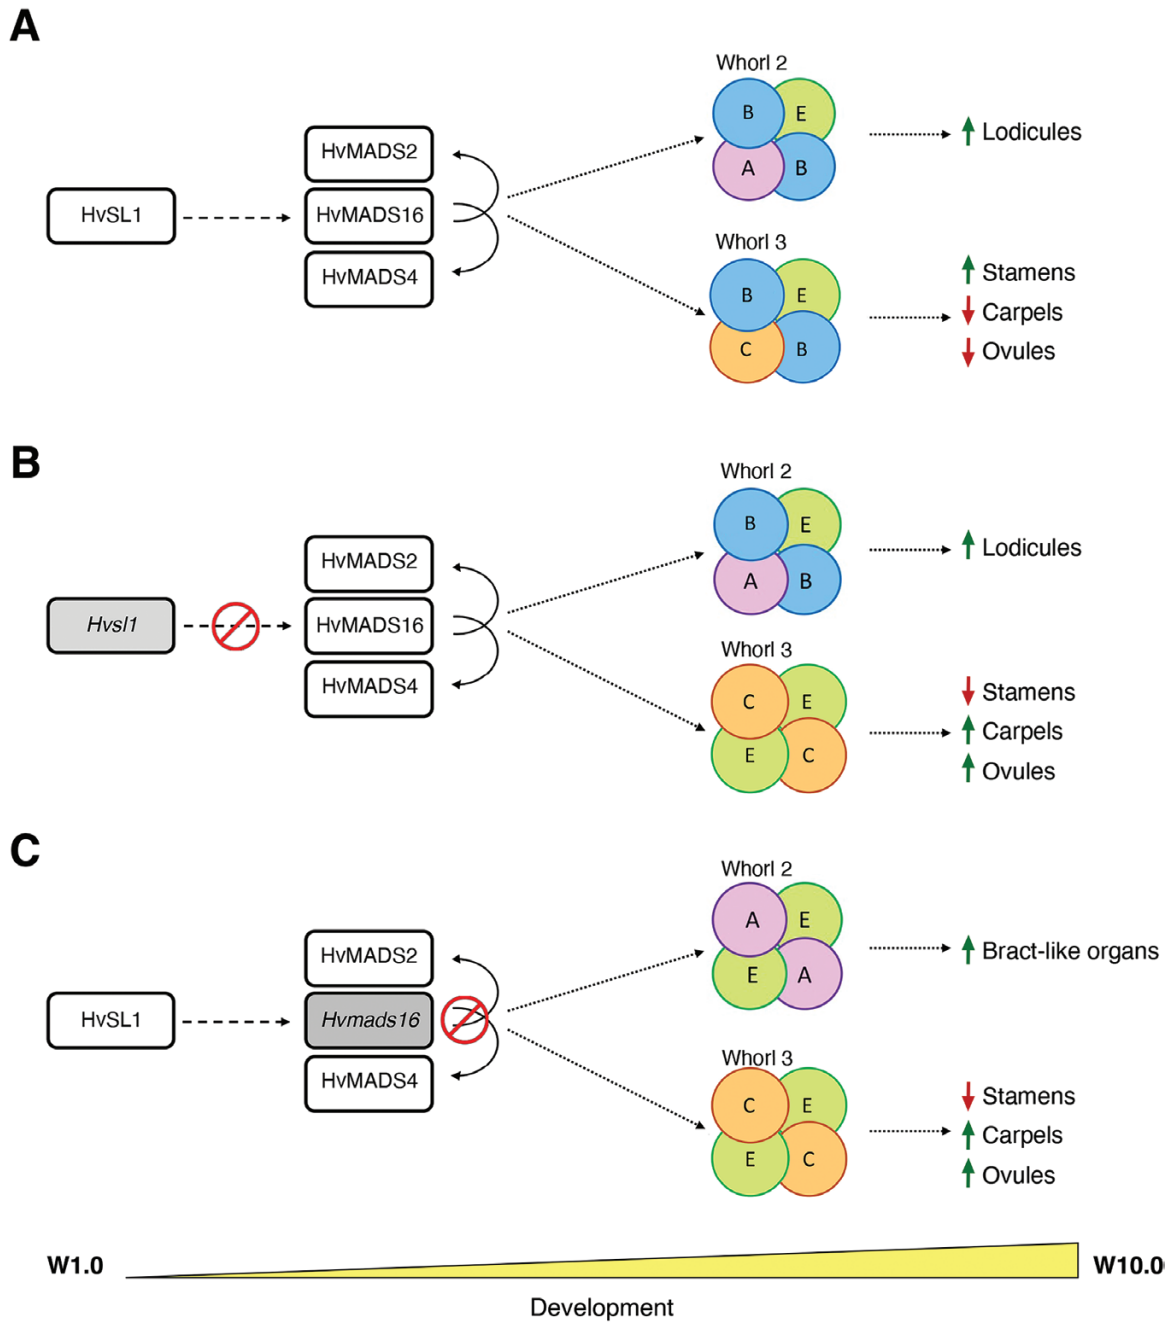 A
Whorl 2
B
E
A
B
Lodicules
HvMADS2
HvSL1
HvMADS16
HvMADS4
Whorl 3
B
E
C
B
Stamens
Carpels
Ovules
B
Whorl 2
B
E
A
B
Lodicules
HvMADS2
Hvsl1
HvMADS16
HvMADS4
Whorl 3
C
E
E
C
Stamens
Carpels
Ovules
C
Whorl 2
A
E
E
A
Bract-like organs
HvMADS2
HvSL1
Hvmads16
HvMADS4
Whorl 3
C
E
E
C
Stamens
Carpels
Ovules
W1.0
W10.0
Development